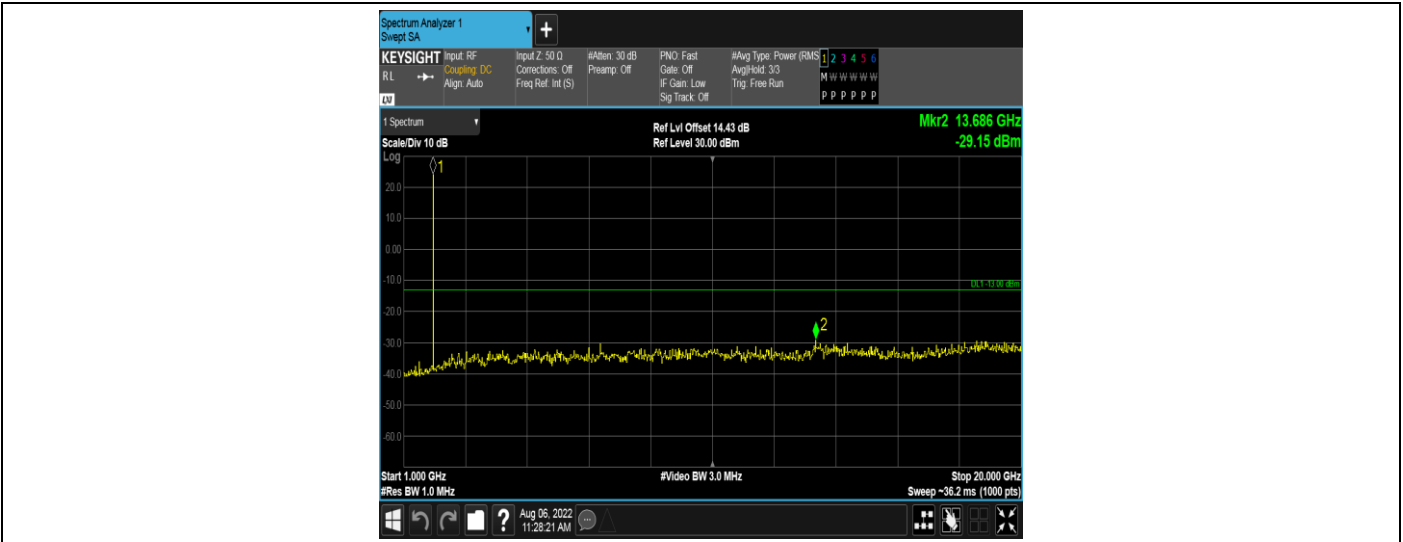 Spectrum Analyzer 1
Swept SA
+
KEYSIGHT
RL
Input: RF
Coupling: DC
Align: Auto
Input Z: 50 Ω
Corrections: Off
Freq Ref: Int (S)
#Atten: 30 dB
Preamp: Off
PNO: Fast
Gate: Off
IF Gain: Low
Sig Track: Off
#Avg Type: Power (RMS
Avg|Hold: 3/3
Trig: Free Run
1 2 3 4 5 6
M W W W W W
P P P P P P
1 Spectrum
Scale/Div 10 dB
Ref Lvl Offset 14.43 dB
Ref Level 30.00 dBm
Mkr2 13.686 GHz
-29.15 dBm
Log
1
20.0
10.0
0.00
-10.0
DL1 -13.00 dBm
-20.0
2
-30.0
-40.0
-50.0
-60.0
Start 1.000 GHz
#Video BW 3.0 MHz
Stop 20.000 GHz
#Res BW 1.0 MHz
Sweep ~36.2 ms (1000 pts)
?
Aug 06, 2022
11:28:21 AM